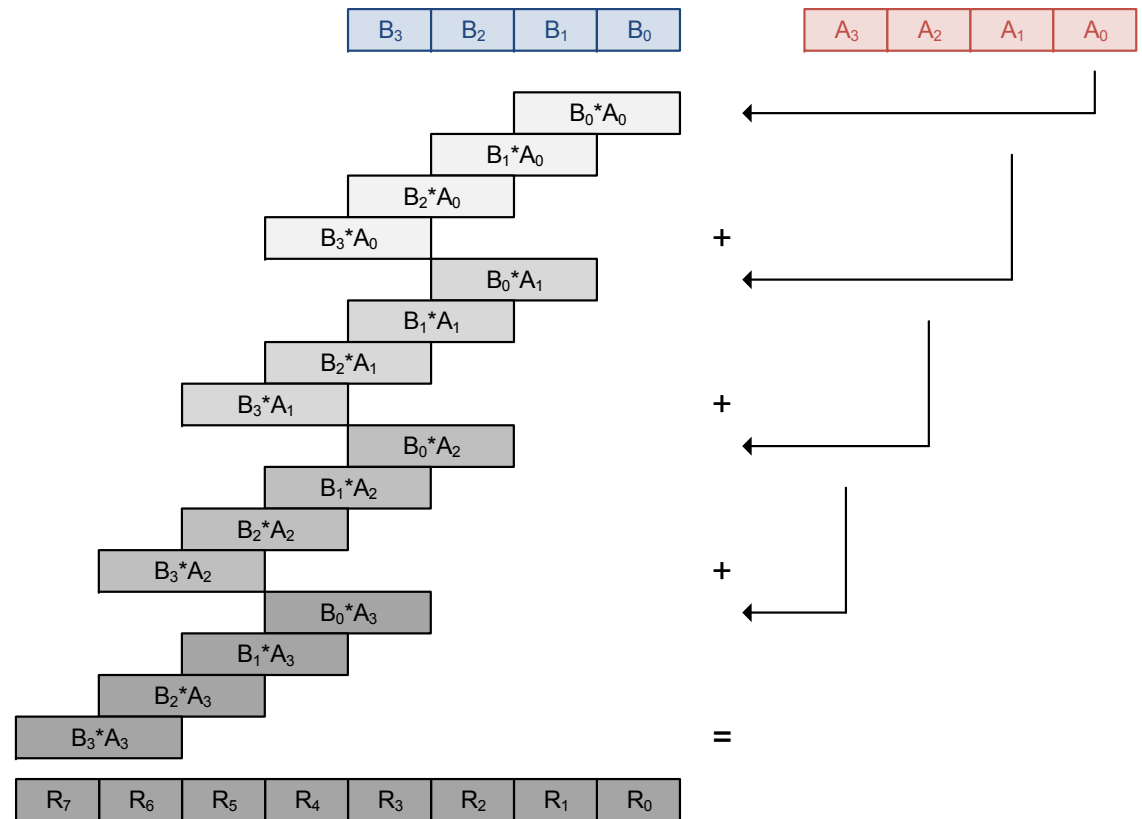 B₃ B₂ B₁ B₀ A₃ A₂ A₁ A₀
B₀*A₀
B₁*A₀
B₂*A₀
B₃*A₀ +
B₀*A₁
B₁*A₁
B₂*A₁
B₃*A₁ +
B₀*A₂
B₁*A₂
B₂*A₂
B₃*A₂ +
B₀*A₃
B₁*A₃
B₂*A₃
B₃*A₃ =
R₇ R₆ R₅ R₄ R₃ R₂ R₁ R₀